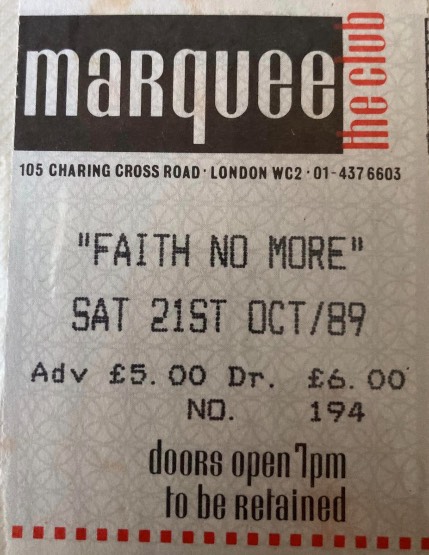 marquee the club
105 CHARING CROSS ROAD · LONDON WC2 · 01-437 6603
"FAITH NO MORE"
SAT 21ST OCT/89
Adv £5.00 Dr. £6.00
NO. 194
doors open 7pm
to be retained